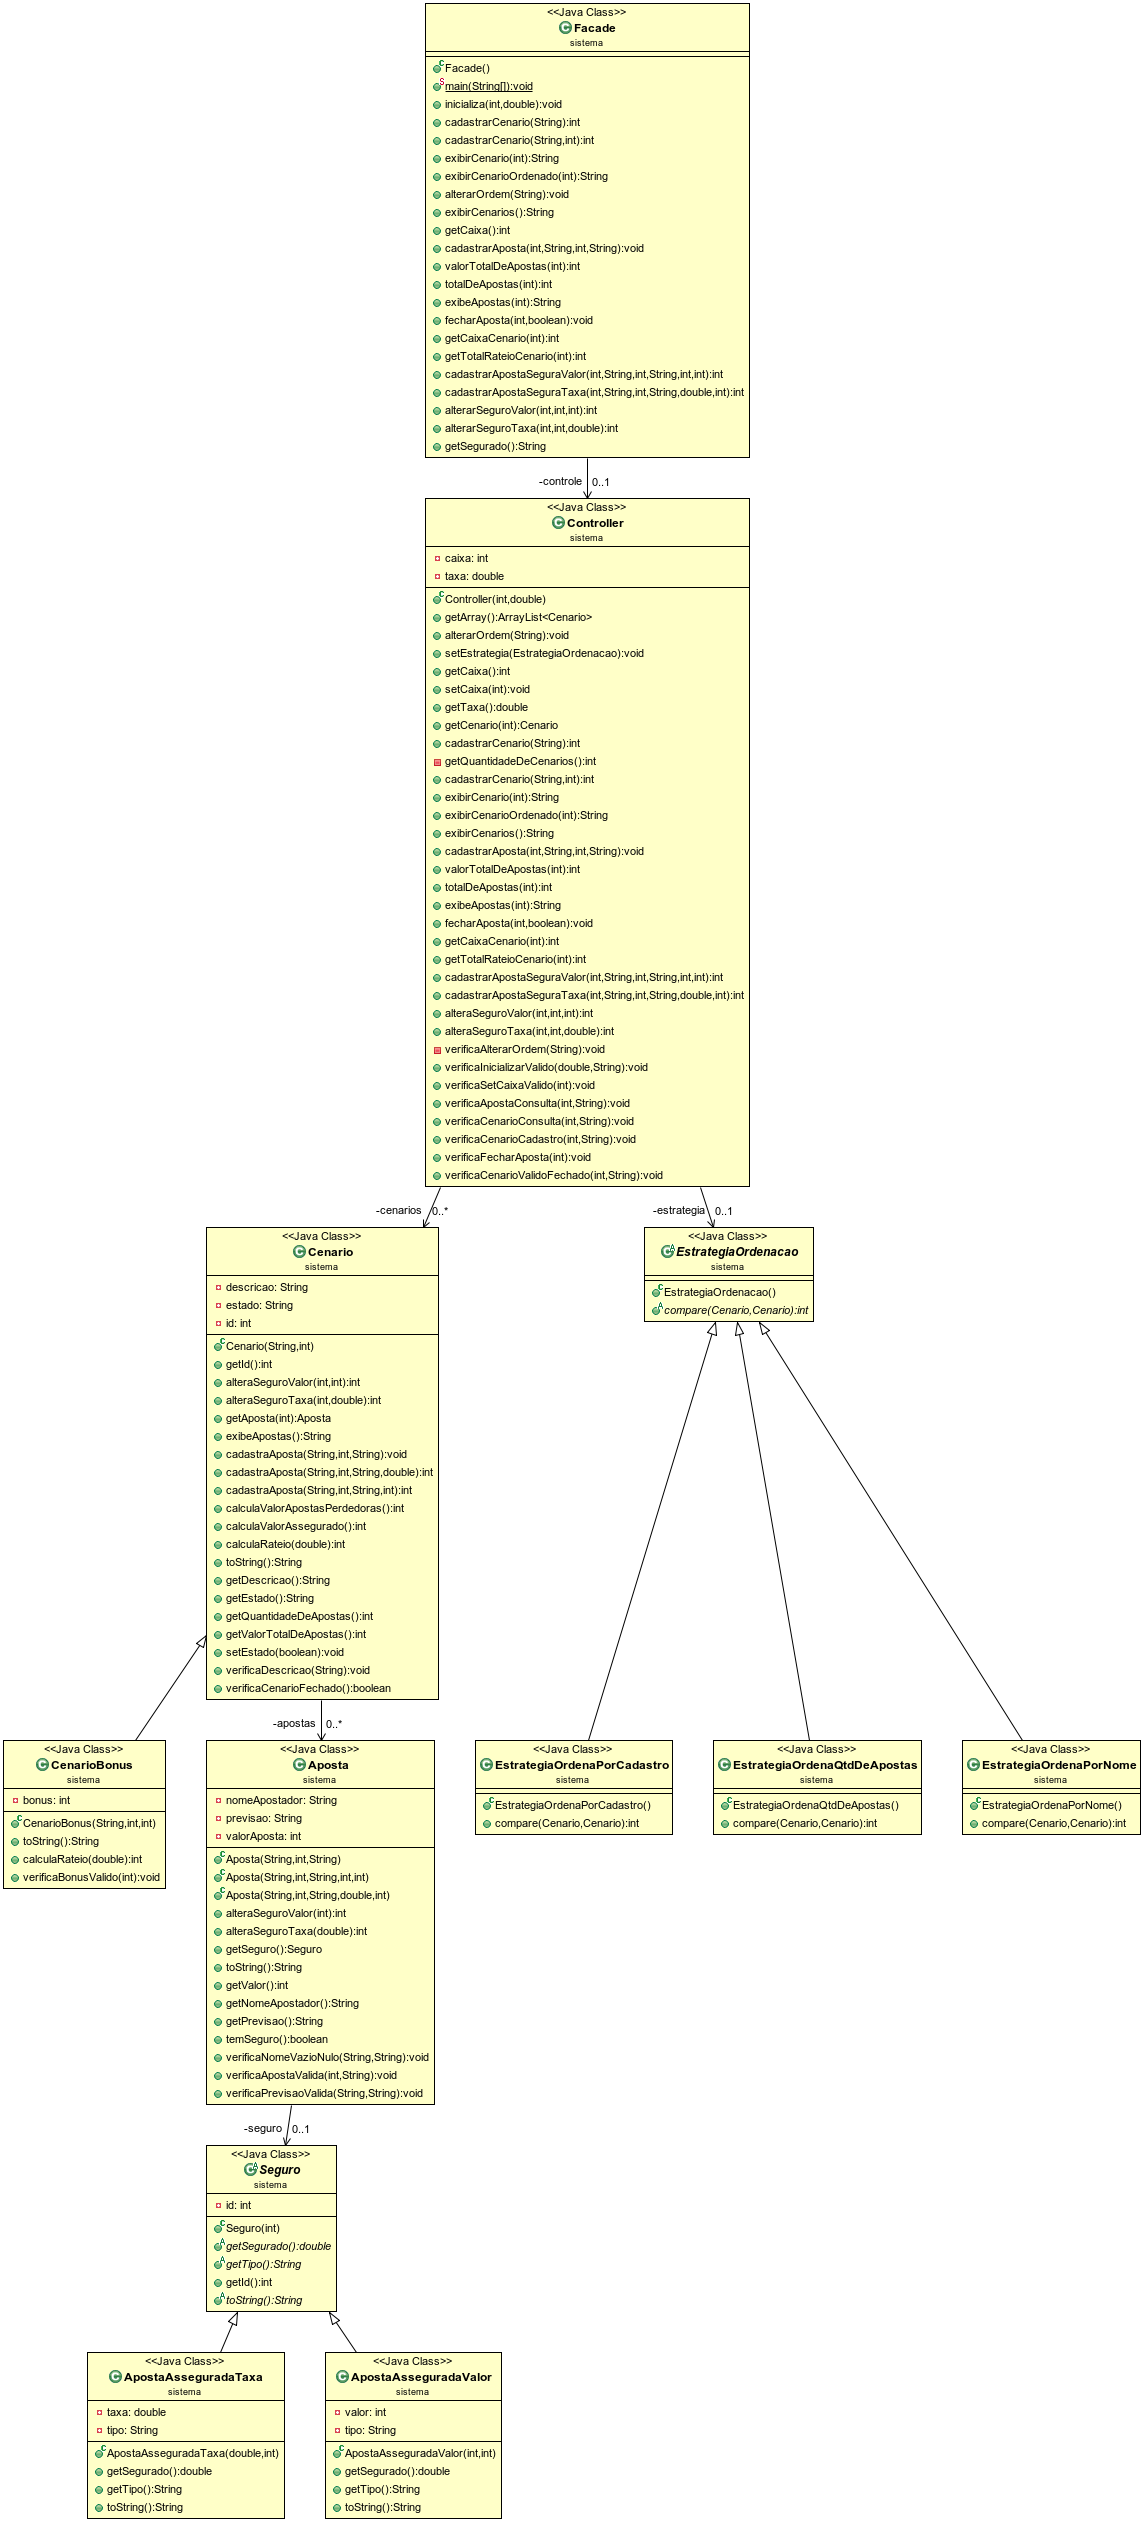 <<Java Class>>
Facade
sistema
Facade()
main(String[]):void
inicializa(int,double):void
cadastrarCenario(String):int
cadastrarCenario(String,int):int
exibirCenario(int):String
exibirCenarioOrdenado(int):String
alterarOrdem(String):void
exibirCenarios():String
getCaixa():int
cadastrarAposta(int,String,int,String):void
valorTotalDeApostas(int):int
totalDeApostas(int):int
exibeApostas(int):String
fecharAposta(int,boolean):void
getCaixaCenario(int):int
getTotalRateioCenario(int):int
cadastrarApostaSeguraValor(int,String,int,String,int,int):int
cadastrarApostaSeguraTaxa(int,String,int,String,double,int):int
alterarSeguroValor(int,int,int):int
alterarSeguroTaxa(int,int,double):int
getSegurado():String
-controle 0..1
<<Java Class>>
Controller
sistema
caixa: int
taxa: double
Controller(int,double)
getArray():ArrayList<Cenario>
alterarOrdem(String):void
setEstrategia(EstrategiaOrdenacao):void
getCaixa():int
setCaixa(int):void
getTaxa():double
getCenario(int):Cenario
cadastrarCenario(String):int
getQuantidadeDeCenarios():int
cadastrarCenario(String,int):int
exibirCenario(int):String
exibirCenarioOrdenado(int):String
exibirCenarios():String
cadastrarAposta(int,String,int,String):void
valorTotalDeApostas(int):int
totalDeApostas(int):int
exibeApostas(int):String
fecharAposta(int,boolean):void
getCaixaCenario(int):int
getTotalRateioCenario(int):int
cadastrarApostaSeguraValor(int,String,int,String,int,int):int
cadastrarApostaSeguraTaxa(int,String,int,String,double,int):int
alteraSeguroValor(int,int,int):int
alteraSeguroTaxa(int,int,double):int
verificaAlterarOrdem(String):void
verificaInicializarValido(double,String):void
verificaSetCaixaValido(int):void
verificaApostaConsulta(int,String):void
verificaCenarioConsulta(int,String):void
verificaCenarioCadastro(int,String):void
verificaFecharAposta(int):void
verificaCenarioValidoFechado(int,String):void
-cenarios 0..*
-estrategia 0..1
<<Java Class>>
Cenario
sistema
descricao: String
estado: String
id: int
Cenario(String,int)
getId():int
alteraSeguroValor(int,int):int
alteraSeguroTaxa(int,double):int
getAposta(int):Aposta
exibeApostas():String
cadastraAposta(String,int,String):void
cadastraAposta(String,int,String,double):int
cadastraAposta(String,int,String,int):int
calculaValorApostasPerdedoras():int
calculaValorAssegurado():int
calculaRateio(double):int
toString():String
getDescricao():String
getEstado():String
getQuantidadeDeApostas():int
getValorTotalDeApostas():int
setEstado(boolean):void
verificaDescricao(String):void
verificaCenarioFechado():boolean
<<Java Class>>
EstrategiaOrdenacao
sistema
EstrategiaOrdenacao()
compare(Cenario,Cenario):int
-apostas 0..*
<<Java Class>>
CenarioBonus
sistema
bonus: int
CenarioBonus(String,int,int)
toString():String
calculaRateio(double):int
verificaBonusValido(int):void
<<Java Class>>
Aposta
sistema
nomeApostador: String
previsao: String
valorAposta: int
Aposta(String,int,String)
Aposta(String,int,String,int,int)
Aposta(String,int,String,double,int)
alteraSeguroValor(int):int
alteraSeguroTaxa(double):int
getSeguro():Seguro
toString():String
getValor():int
getNomeApostador():String
getPrevisao():String
temSeguro():boolean
verificaNomeVazioNulo(String,String):void
verificaApostaValida(int,String):void
verificaPrevisaoValida(String,String):void
<<Java Class>>
EstrategiaOrdenaPorCadastro
sistema
EstrategiaOrdenaPorCadastro()
compare(Cenario,Cenario):int
<<Java Class>>
EstrategiaOrdenaQtdDeApostas
sistema
EstrategiaOrdenaQtdDeApostas()
compare(Cenario,Cenario):int
<<Java Class>>
EstrategiaOrdenaPorNome
sistema
EstrategiaOrdenaPorNome()
compare(Cenario,Cenario):int
-seguro 0..1
<<Java Class>>
Seguro
sistema
id: int
Seguro(int)
getSegurado():double
getTipo():String
getId():int
toString():String
<<Java Class>>
ApostaAsseguradaTaxa
sistema
taxa: double
tipo: String
ApostaAsseguradaTaxa(double,int)
getSegurado():double
getTipo():String
toString():String
<<Java Class>>
ApostaAsseguradaValor
sistema
valor: int
tipo: String
ApostaAsseguradaValor(int,int)
getSegurado():double
getTipo():String
toString():String